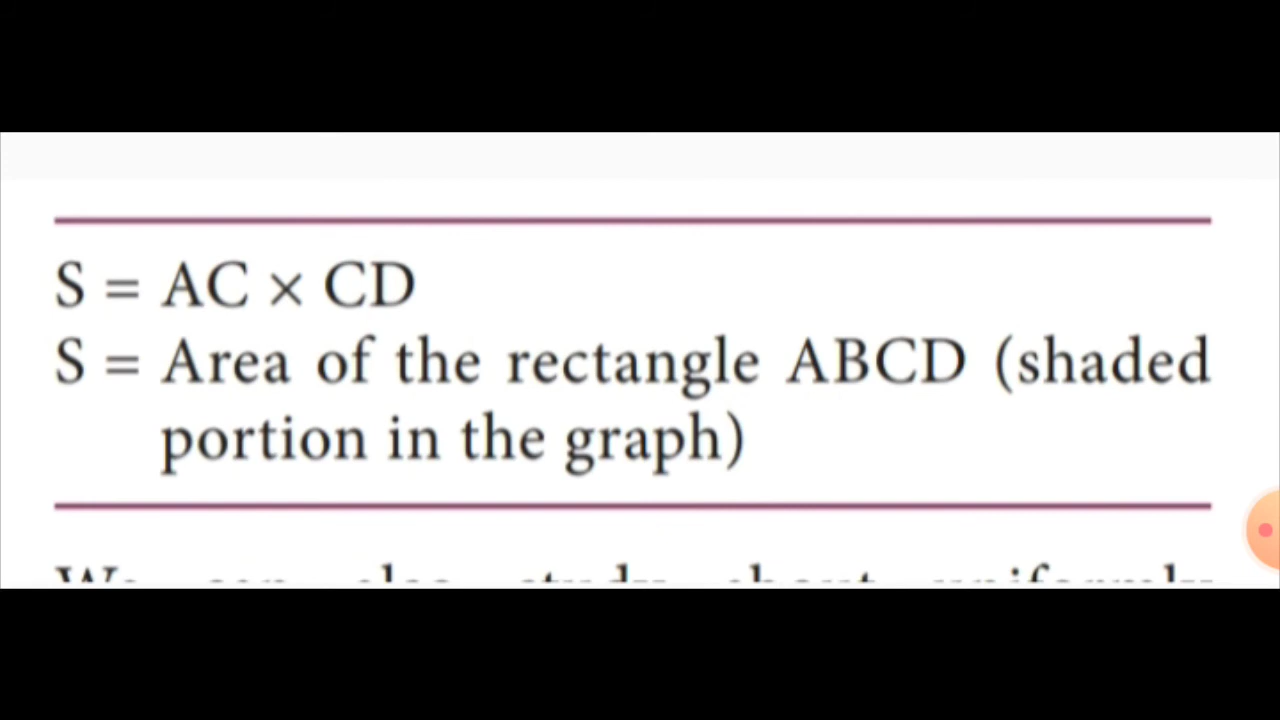 S = AC × CD
S = Area of the rectangle ABCD (shaded
portion in the graph)